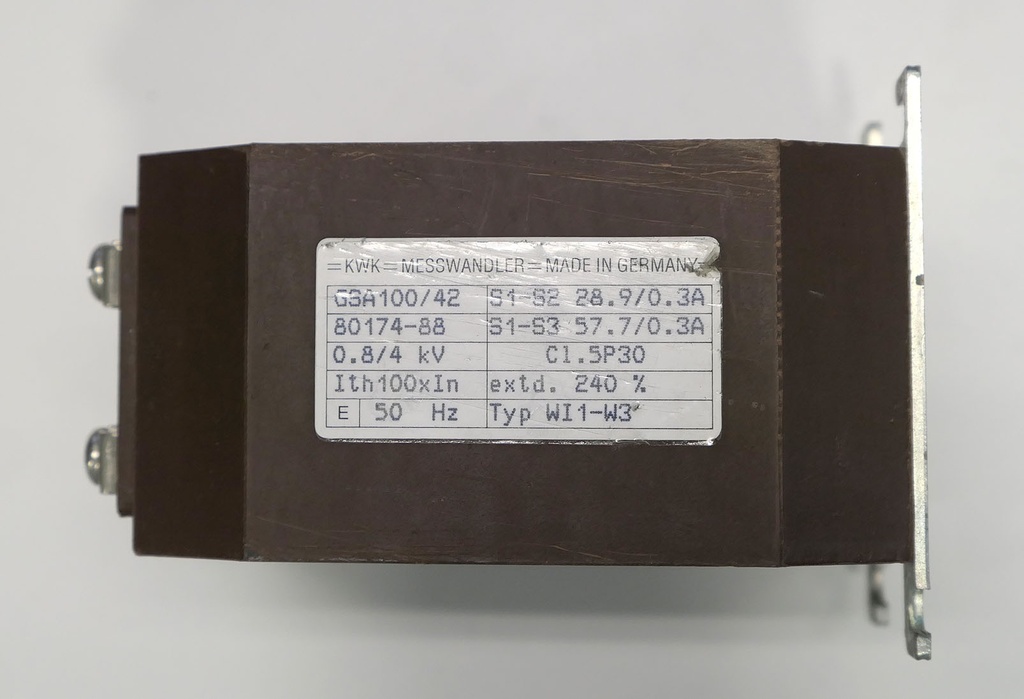 =KWK= MESSWANDLER = MADE IN GERMANY=
GSA100/42 S1-S2 28.9/0.3A
80174-88 S1-S3 57.7/0.3A
0.8/4 kV Cl.5P30
Ith100xIn extd. 240 %
E 50 Hz Typ WI1-W3